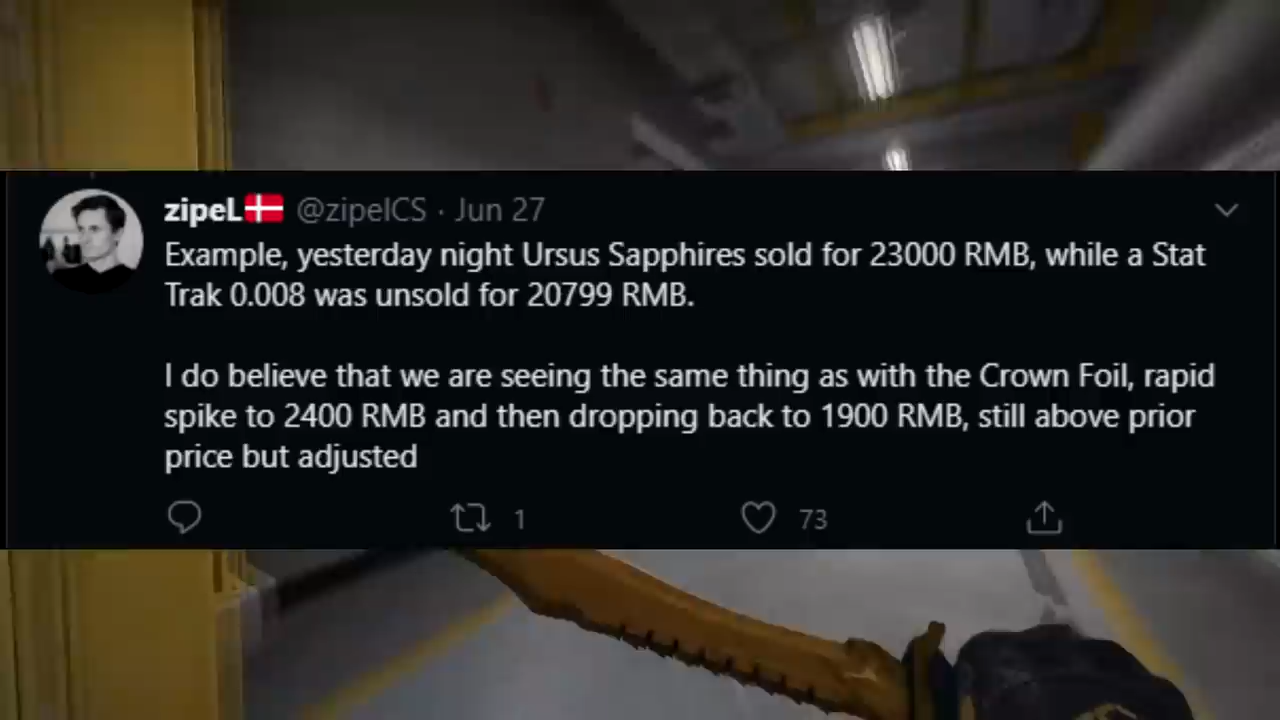 zipeL @zipelCS · Jun 27
Example, yesterday night Ursus Sapphires sold for 23000 RMB, while a Stat
Trak 0.008 was unsold for 20799 RMB.
I do believe that we are seeing the same thing as with the Crown Foil, rapid
spike to 2400 RMB and then dropping back to 1900 RMB, still above prior
price but adjusted
1 73